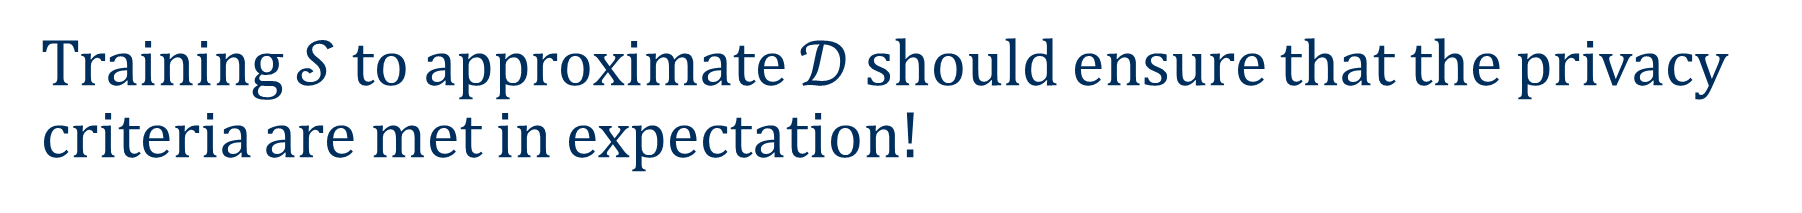 Training 𝒮 to approximate 𝒟 should ensure that the privacy
criteria are met in expectation!